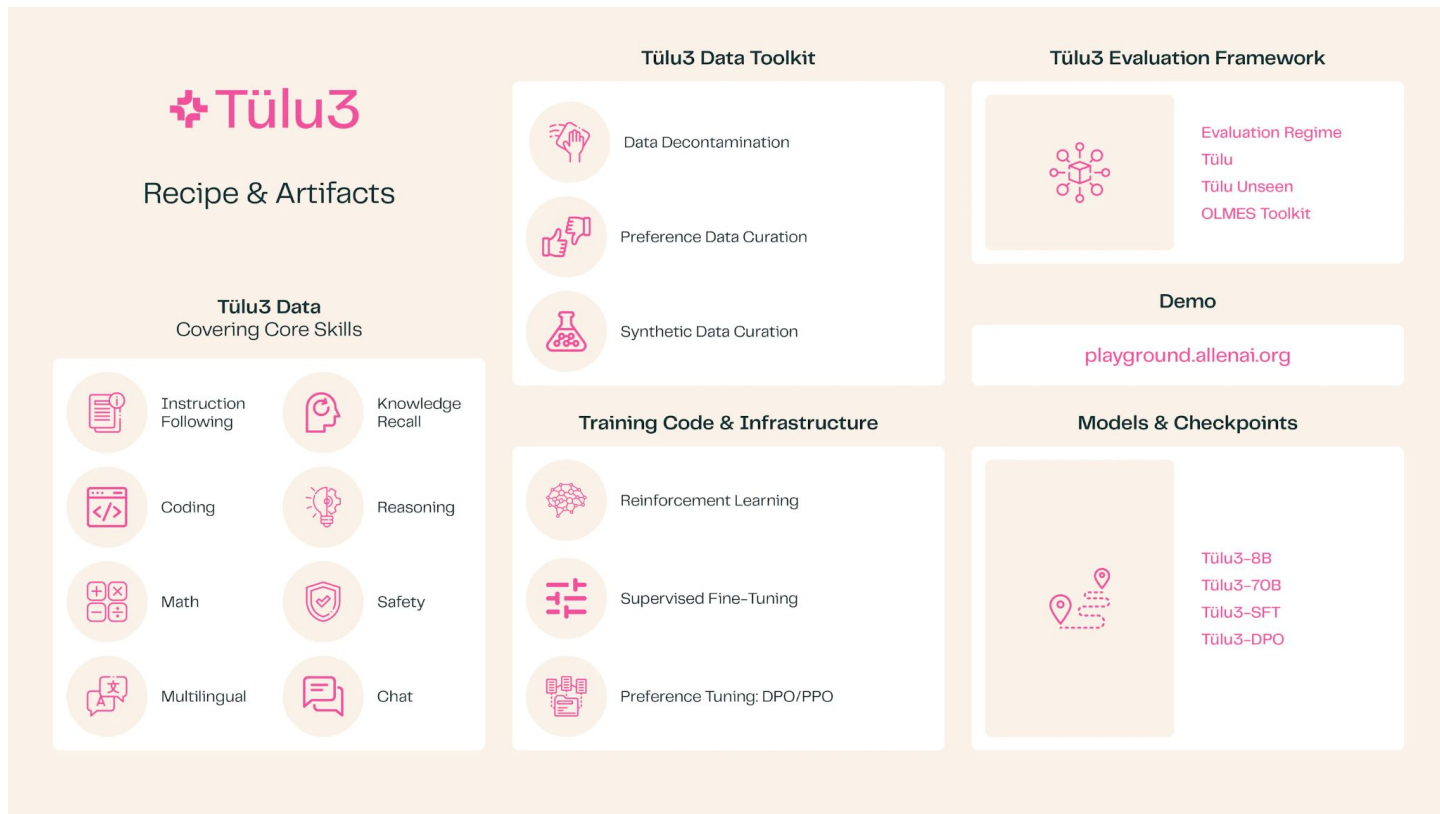 Tülu3
Recipe & Artifacts
Tülu3 Data
Covering Core Skills
Instruction
Following
Knowledge
Recall
Coding
Reasoning
Math
Safety
Multilingual
Chat
Tülu3 Data Toolkit
Data Decontamination
Preference Data Curation
Synthetic Data Curation
Training Code & Infrastructure
Reinforcement Learning
Supervised Fine-Tuning
Preference Tuning: DPO/PPO
Tülu3 Evaluation Framework
Evaluation Regime
Tülu
Tülu Unseen
OLMES Toolkit
Demo
playground.allenai.org
Models & Checkpoints
Tülu3-8B
Tülu3-70B
Tülu3-SFT
Tülu3-DPO